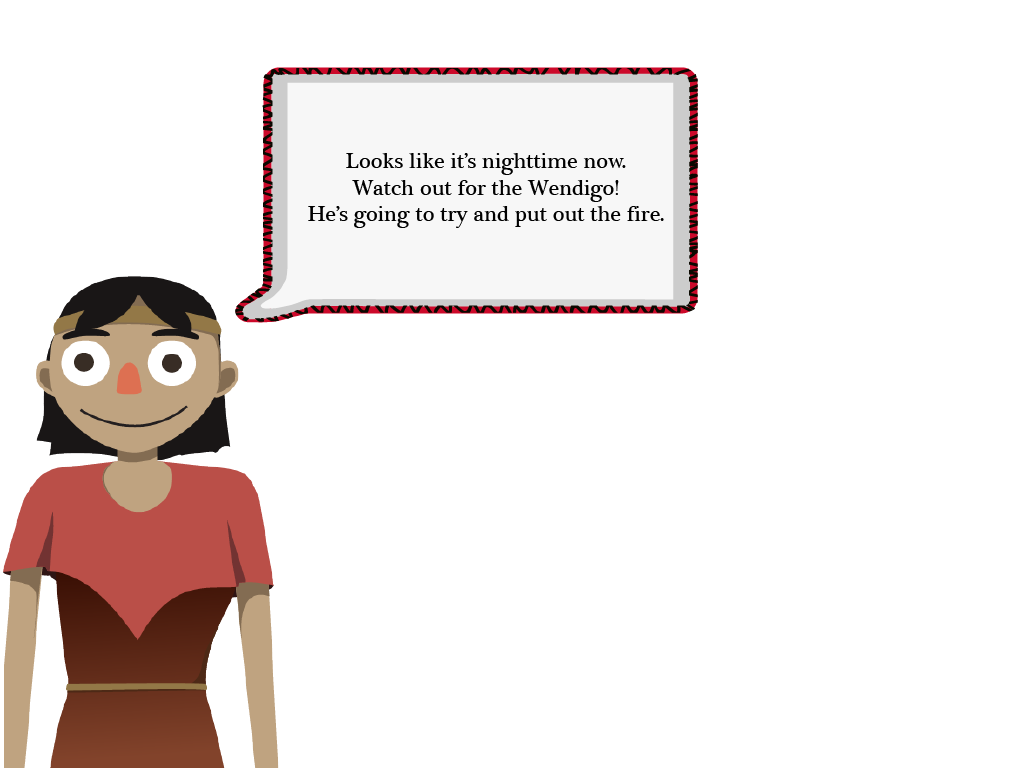 Looks like it's nighttime now.
Watch out for the Wendigo!
He's going to try and put out the fire.